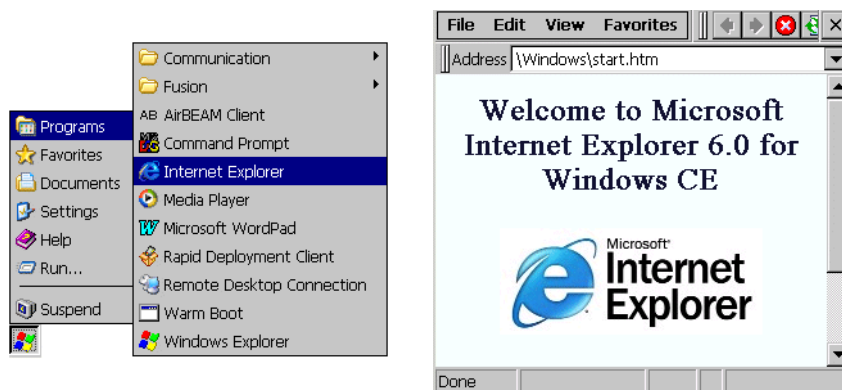 Programs
Favorites
Documents
Settings
Help
Run...
Suspend
Communication
Fusion
AB AirBEAM Client
Command Prompt
Internet Explorer
Media Player
W Microsoft WordPad
Rapid Deployment Client
Remote Desktop Connection
Warm Boot
Windows Explorer
File Edit View Favorites
Address \Windows\start.htm
Welcome to Microsoft
Internet Explorer 6.0 for
Windows CE
Microsoft®
Internet
Explorer
Done